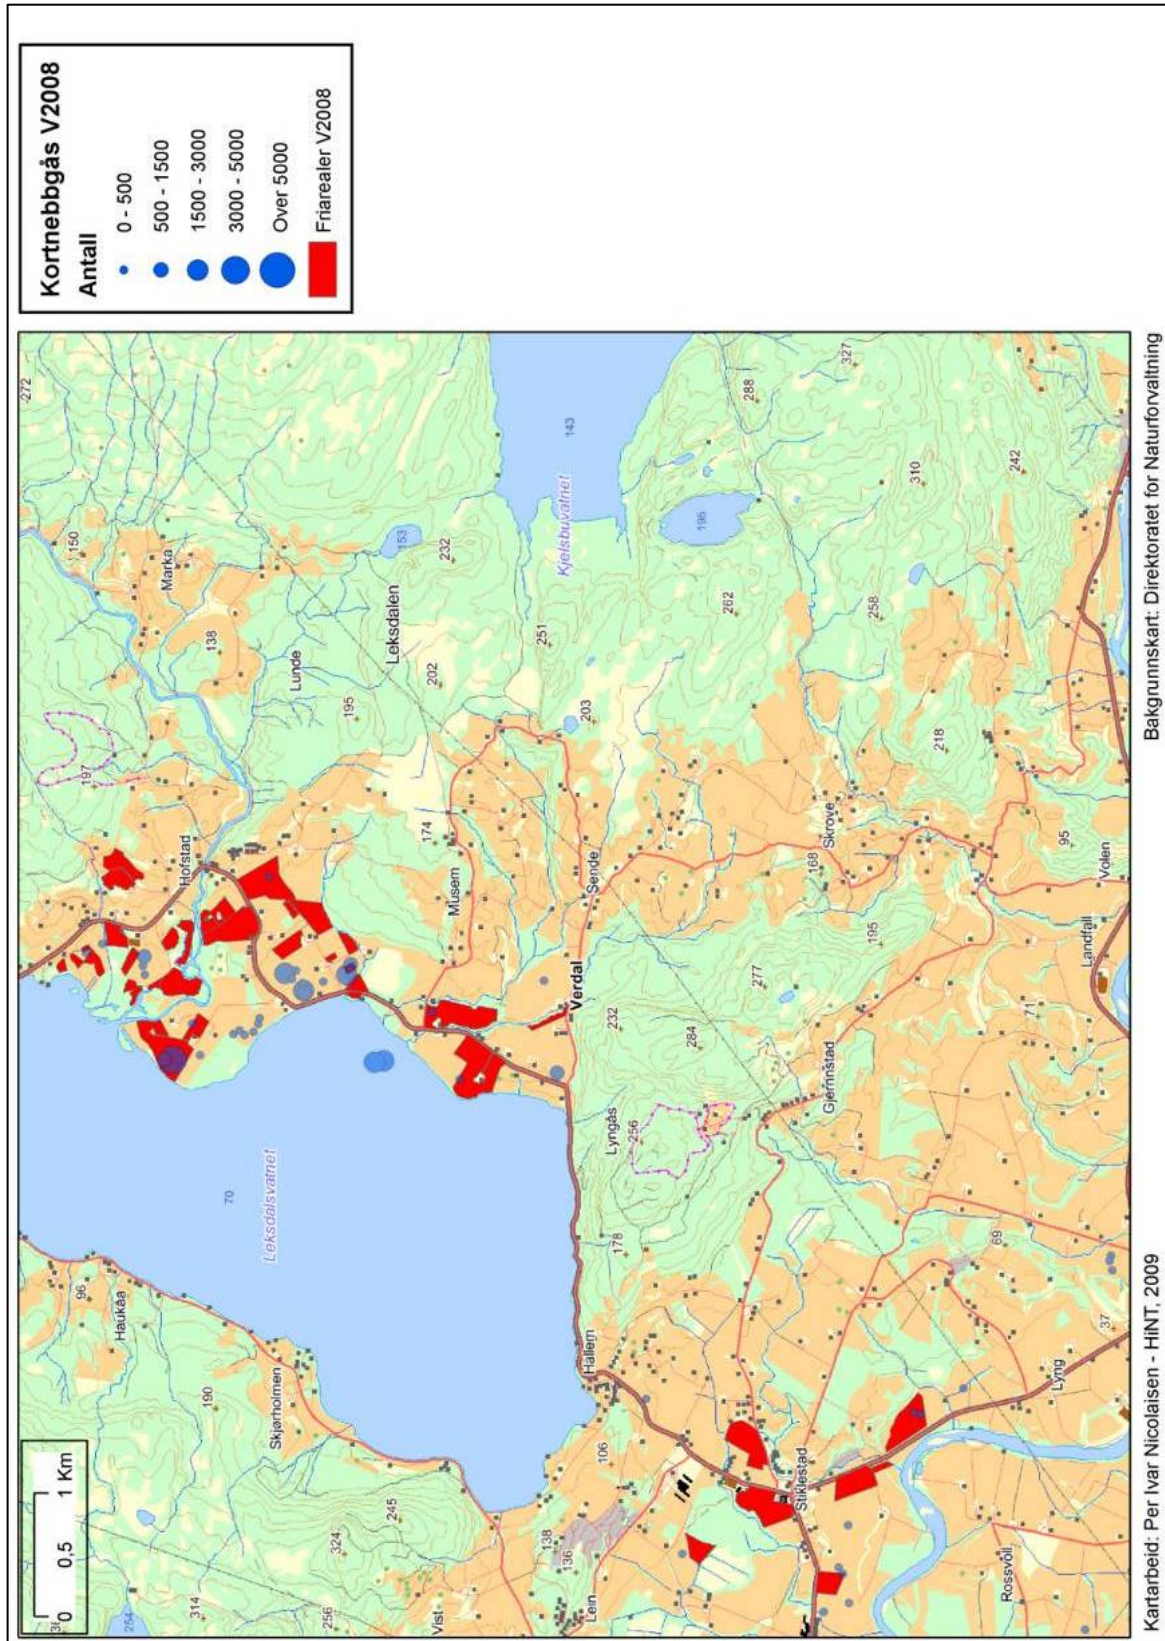 Kortnebbgås V2008
Antall
0 - 500
500 - 1500
1500 - 3000
3000 - 5000
Over 5000
Friarealer V2008
0 0,5 1 Km
254
314
256
324
245
Vist
138
136
Lein
106
190
Skjørholmen
96
Haukåa
70
Leksdalsvatnet
Hallem
178
Lyngås
256
Stiklestad
Rossvoll
Lyng
37
69
Gjermstad
284
232
277
Verdal
Sende
195
168
Skrove
71
Landfall
Volen
95
218
Musem
174
Hofstad
197
138
Marka
150
Lunde
195
Leksdalen
202
203
251
232
153
262
258
Kjelsbuvatnet
143
195
288
327
310
242
272
Kartarbeid: Per Ivar Nicolaisen - HiNT, 2009
Bakgrunnskart: Direktoratet for Naturforvaltning